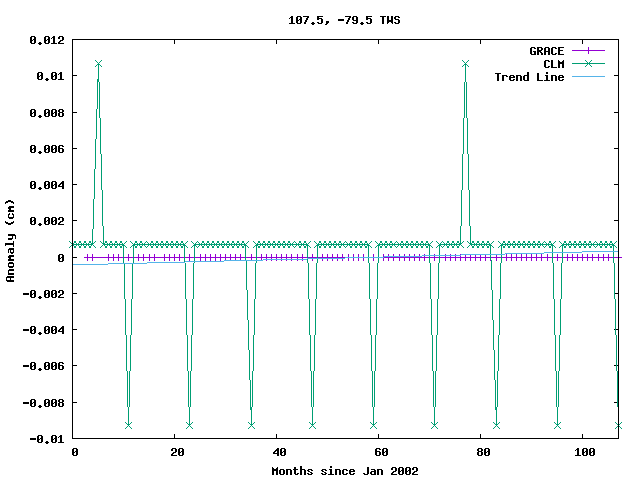 107.5, -79.5 TWS
GRACE
CLM
Trend Line
0.012
0.01
0.008
0.006
0.004
0.002
0
-0.002
-0.004
-0.006
-0.008
-0.01
Anomaly (cm)
0 20 40 60 80 100
Months since Jan 2002